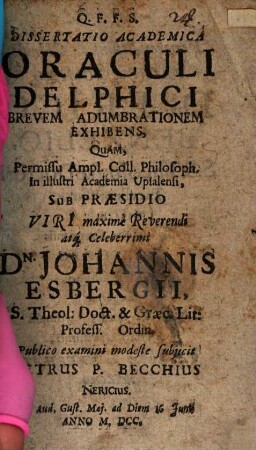 Q. F. F. S.
DISSERTATIO ACADEMICA
ORACULI
DELPHICI
BREVEM ADUMBRATIONEM
EXHIBENS,
QUAM,
Permissu Ampl. Coll. Philosoph.
In illustri Academia Upsalensi,
SUB PRÆSIDIO
VIRI maximè Reverendi
atq; Celeberrimi
DN. JOHANNIS
ESBERGII,
S. Theol: Doct. & Græc. Lit:
Profess. Ordin.
Publico examini modeste subjicit
ETRUS P. BECCHIUS
NERICIUS.
Aud. Gust. Maj. ad Diem 16 Junii
ANNO M, DCC.